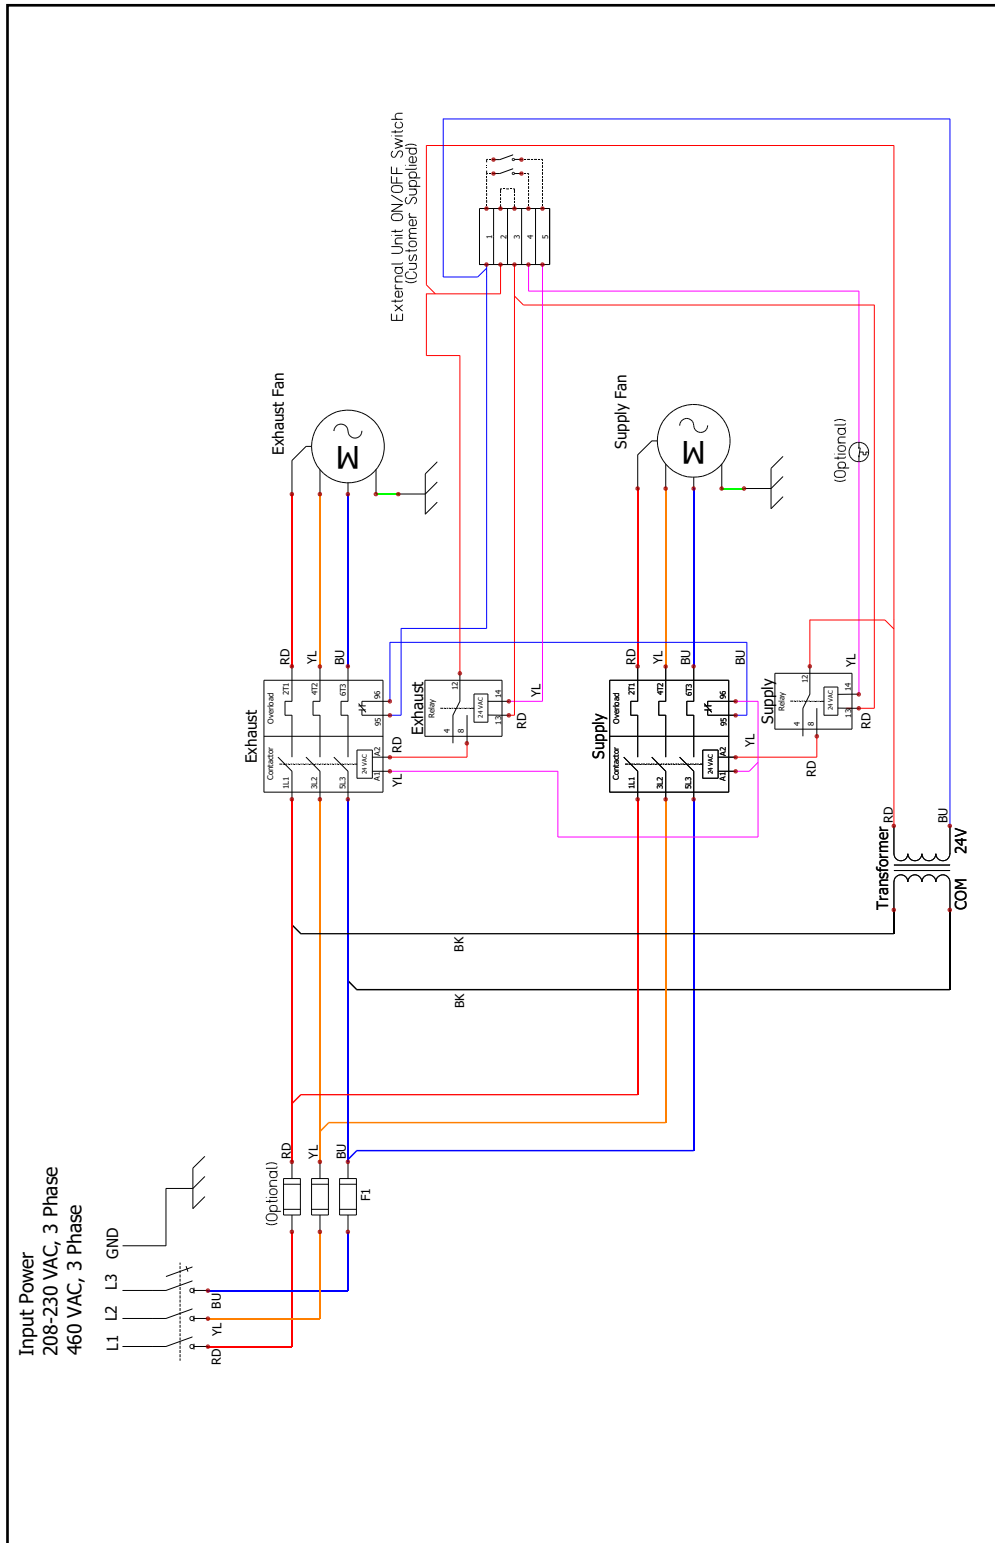 External Unit ON/OFF Switch
(Customer Supplied)
1
2
3
4
5
Exhaust Fan
M
Supply Fan
M
(Optional)
RD
YL
BU
Exhaust
Overload
2T1
4T2
6T3
96
95
Contactor
1L1
3L2
5L3
24 VAC
A2
A1
RD
YL
Exhaust
Relay
12
4
8
24 VAC
14
13
YL
RD
RD
YL
BU
BU
Supply
Overload
2T1
4T2
6T3
96
95
Contactor
1L1
3L2
5L3
24 VAC
A2
A1
YL
Supply
Relay
12
4
8
24 VAC
14
13
YL
RD
RD
RD
BU
Transformer
24V
COM
BK
BK
(Optional)
RD
YL
BU
F1
Input Power
208-230 VAC, 3 Phase
460 VAC, 3 Phase
GND
L3
L2
L1
BU
YL
RD